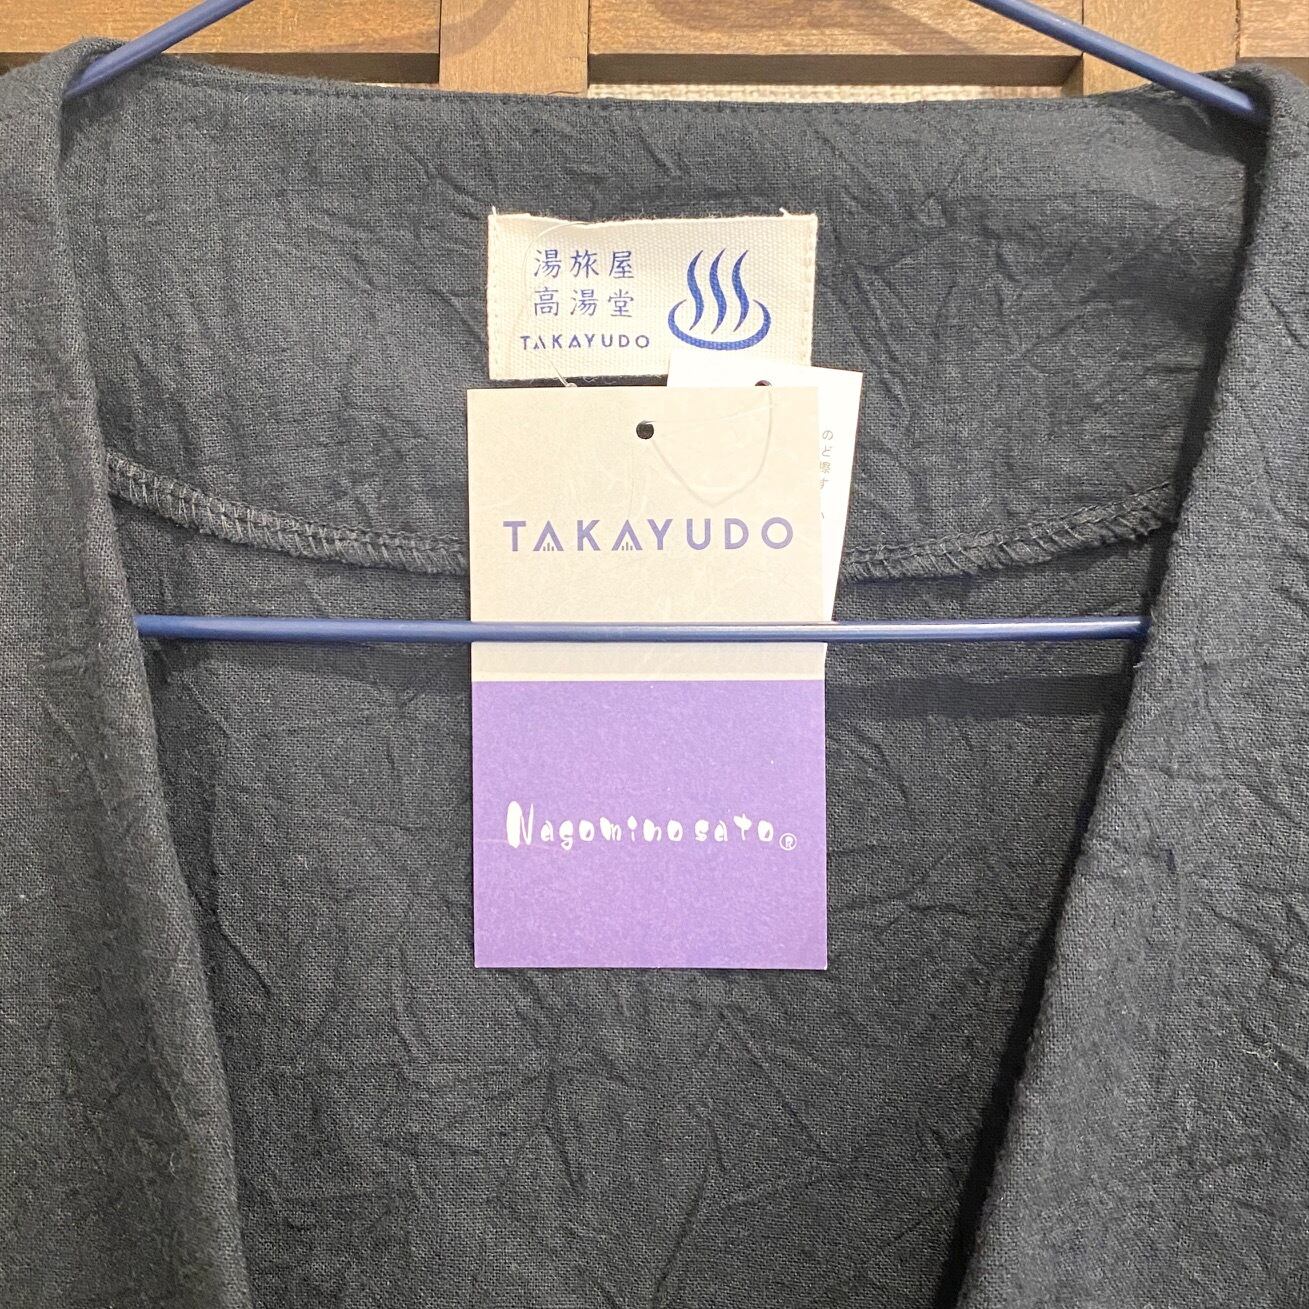 湯旅屋
高湯堂
TAKAYUDO
TAKAYUDO
Nagominosato®